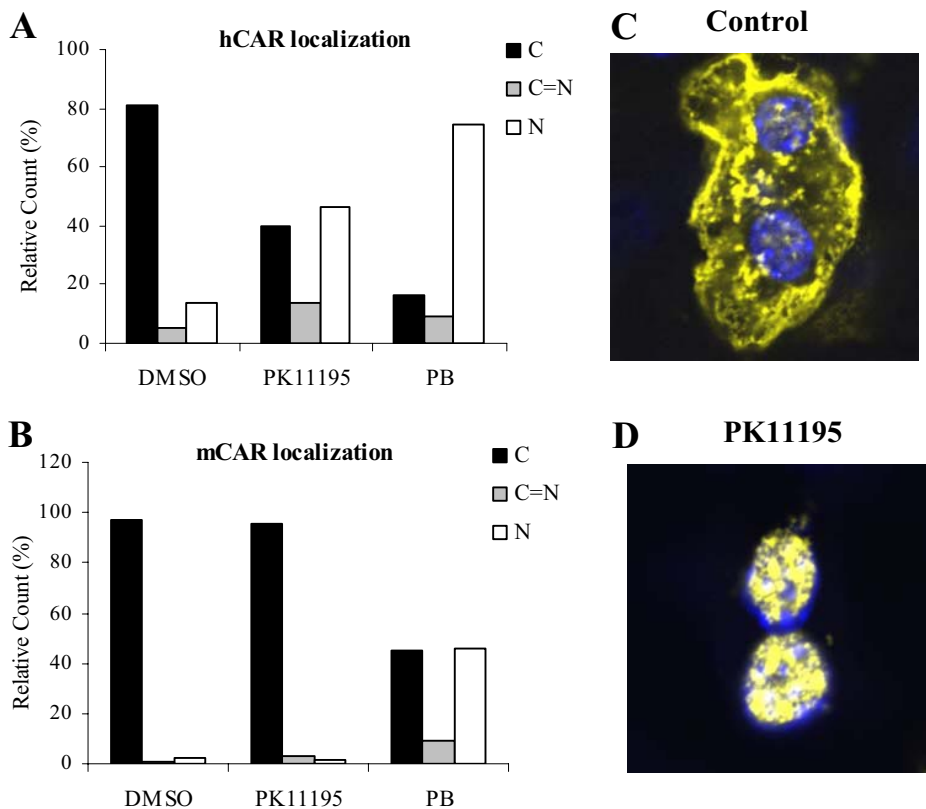 A
hCAR localization
100
80
60
40
20
0
Relative Count (%)
C
C=N
N
DMSO
PK11195
PB
B
mCAR localization
120
100
80
60
40
20
0
Relative Count (%)
C
C=N
N
DMSO
PK11195
PB
C
Control
D
PK11195